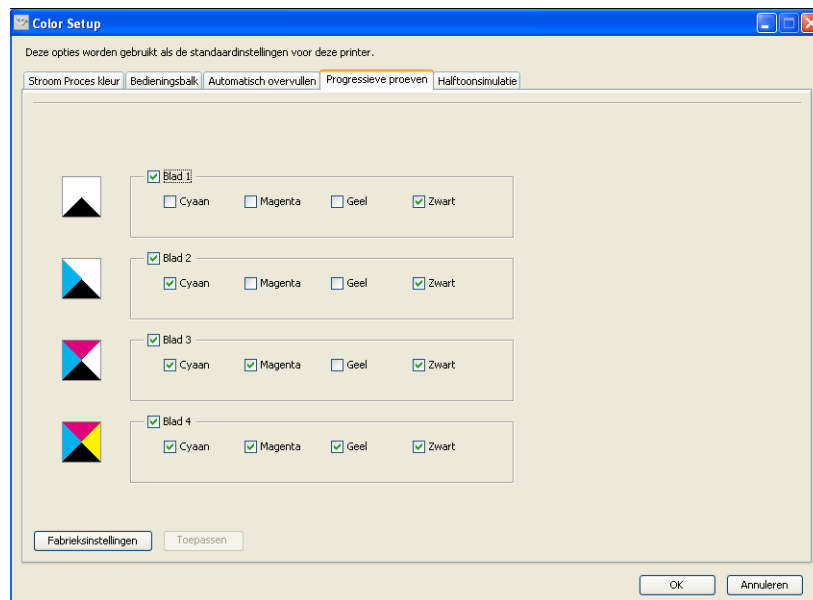 Color Setup
Deze opties worden gebruikt als de standaardinstellingen voor deze printer.
Stroom Proces kleur Bedieningsbalk Automatisch overvullen Progressieve proeven Halftoonsimulatie
Blad 1
Cyaan Magenta Geel Zwart
Blad 2
Cyaan Magenta Geel Zwart
Blad 3
Cyaan Magenta Geel Zwart
Blad 4
Cyaan Magenta Geel Zwart
Fabrieksinstellingen Toepassen
OK Annuleren